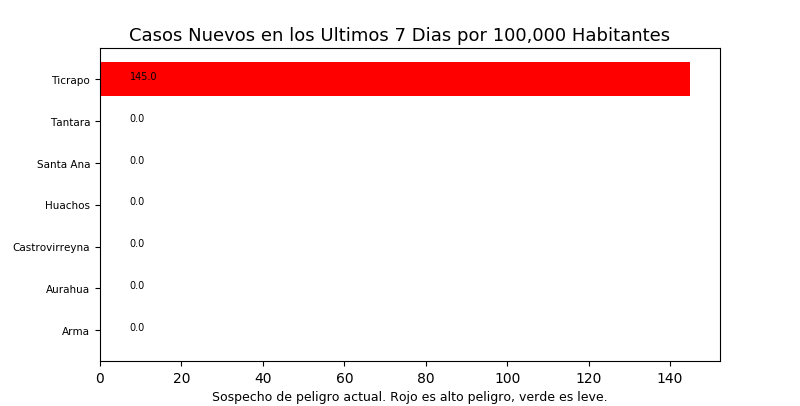 Casos Nuevos en los Ultimos 7 Dias por 100,000 Habitantes
Ticrapo 145.0
Tantara 0.0
Santa Ana 0.0
Huachos 0.0
Castrovirreyna 0.0
Aurahua 0.0
Arma 0.0
0 20 40 60 80 100 120 140
Sospecho de peligro actual. Rojo es alto peligro, verde es leve.